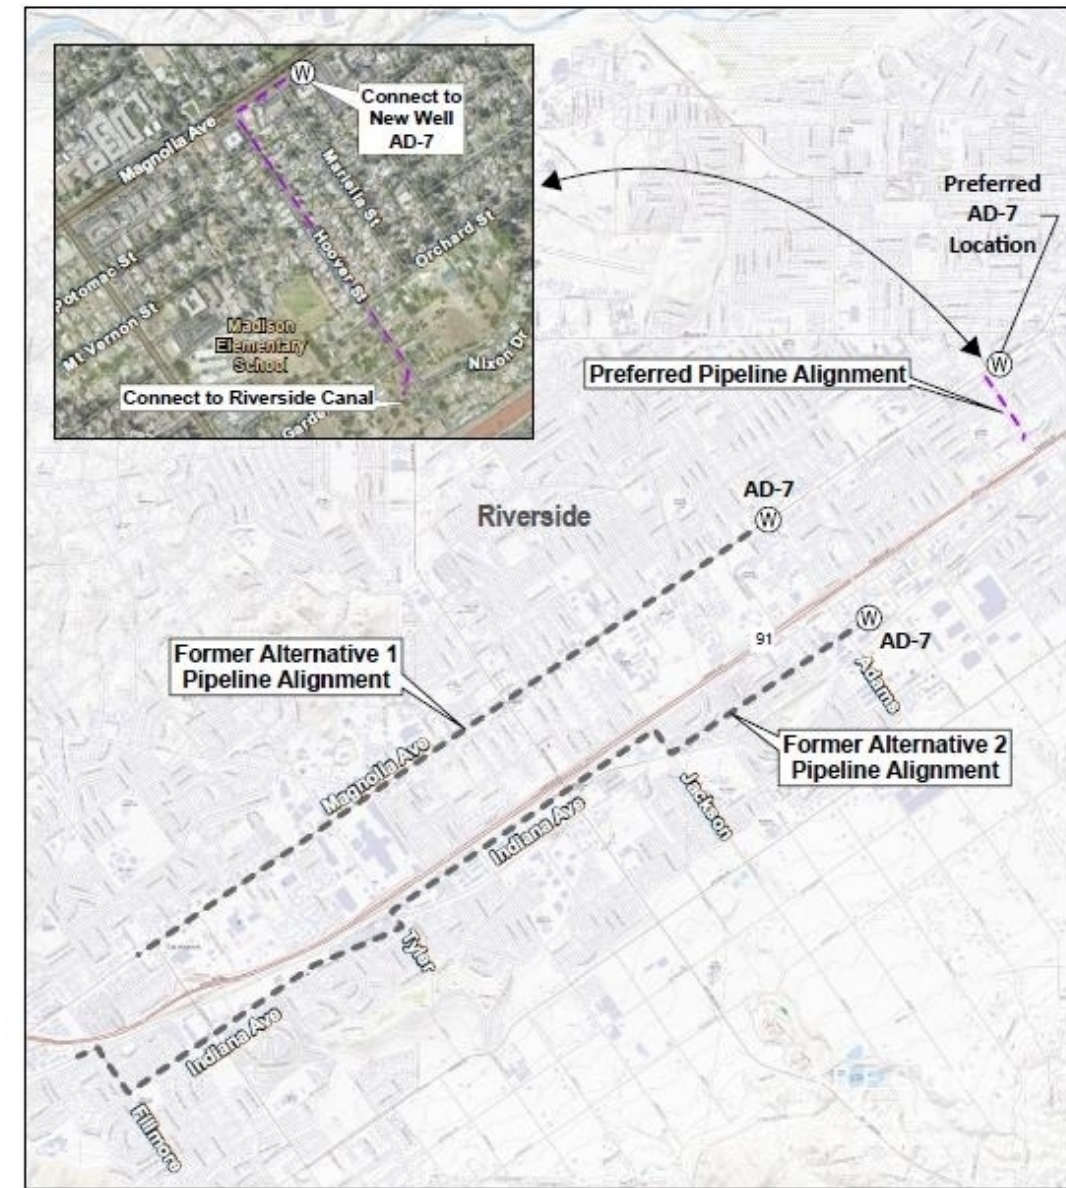 W
Connect to
New Well
AD-7
Magnolia Ave
Mariella St
Orchard St
Hoover St
Potomac St
Mt Vernon St
Madison
Elementary
School
Nixon Dr
Connect to Riverside Canal
Garde
Preferred
AD-7
Location
W
Preferred Pipeline Alignment
Riverside
AD-7
W
W
AD-7
91
Adams
Former Alternative 1
Pipeline Alignment
Former Alternative 2
Pipeline Alignment
Magnolia Ave
Indiana Ave
Jackson
Tyler
Indiana Ave
Fillmore